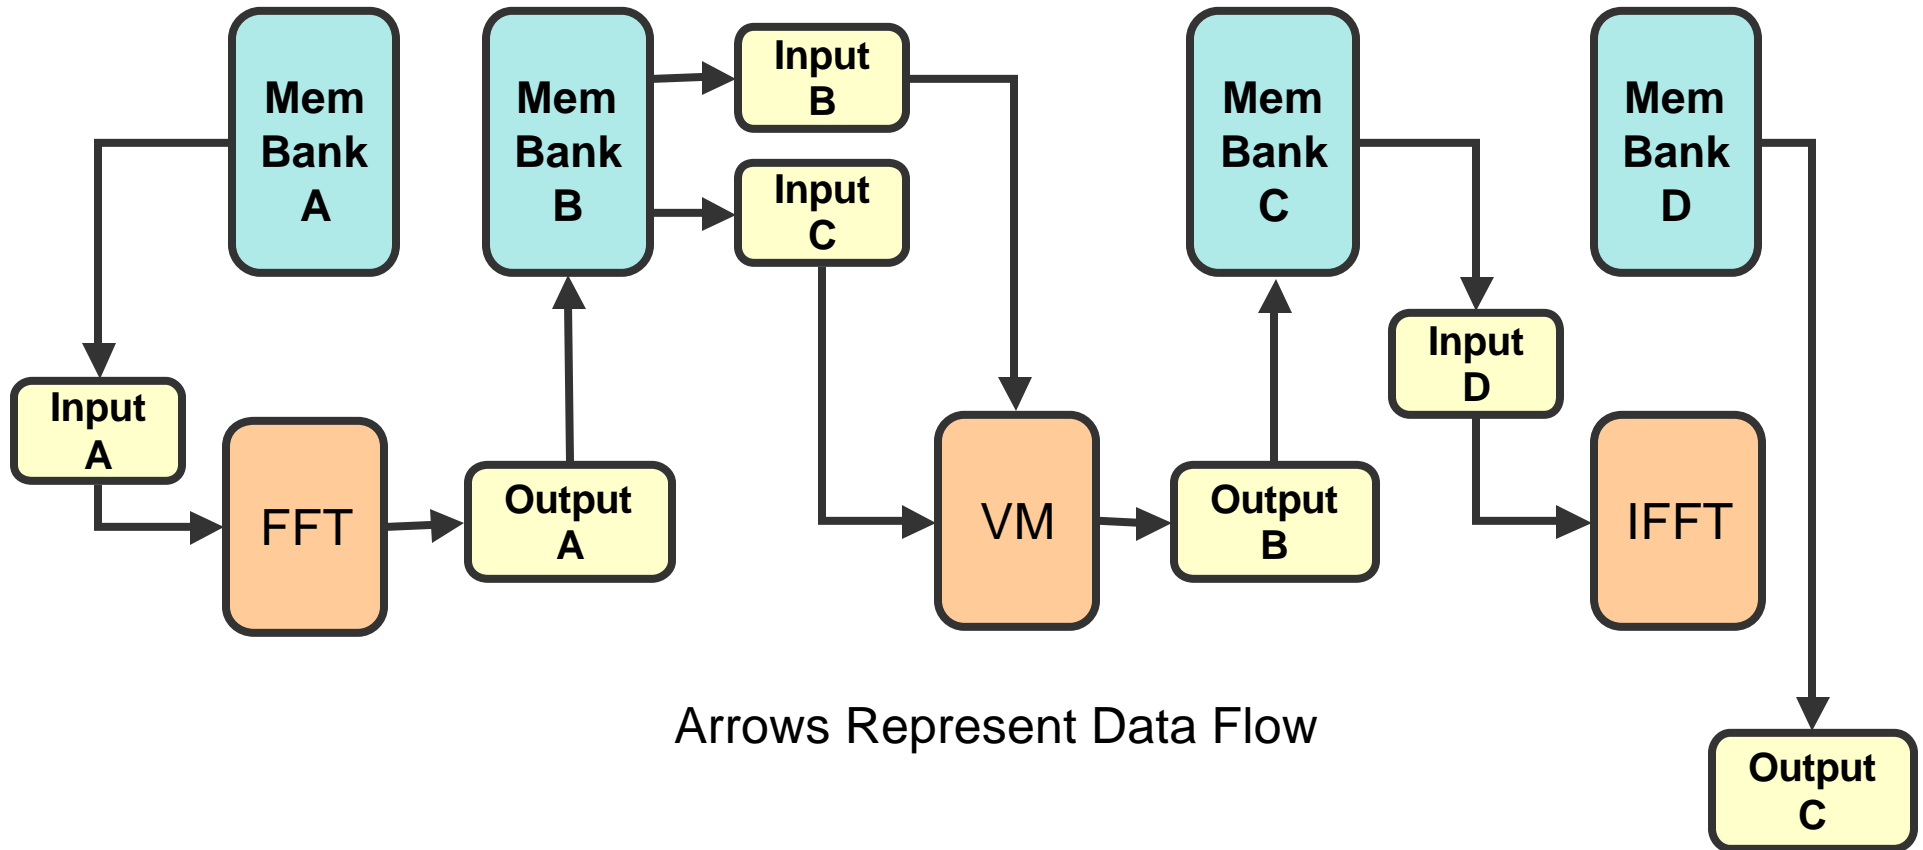 Mem
Bank
A
Mem
Bank
B
Input
B
Input
C
Mem
Bank
C
Mem
Bank
D
Input
A
FFT
Output
A
VM
Output
B
Input
D
IFFT
Arrows Represent Data Flow
Output
C